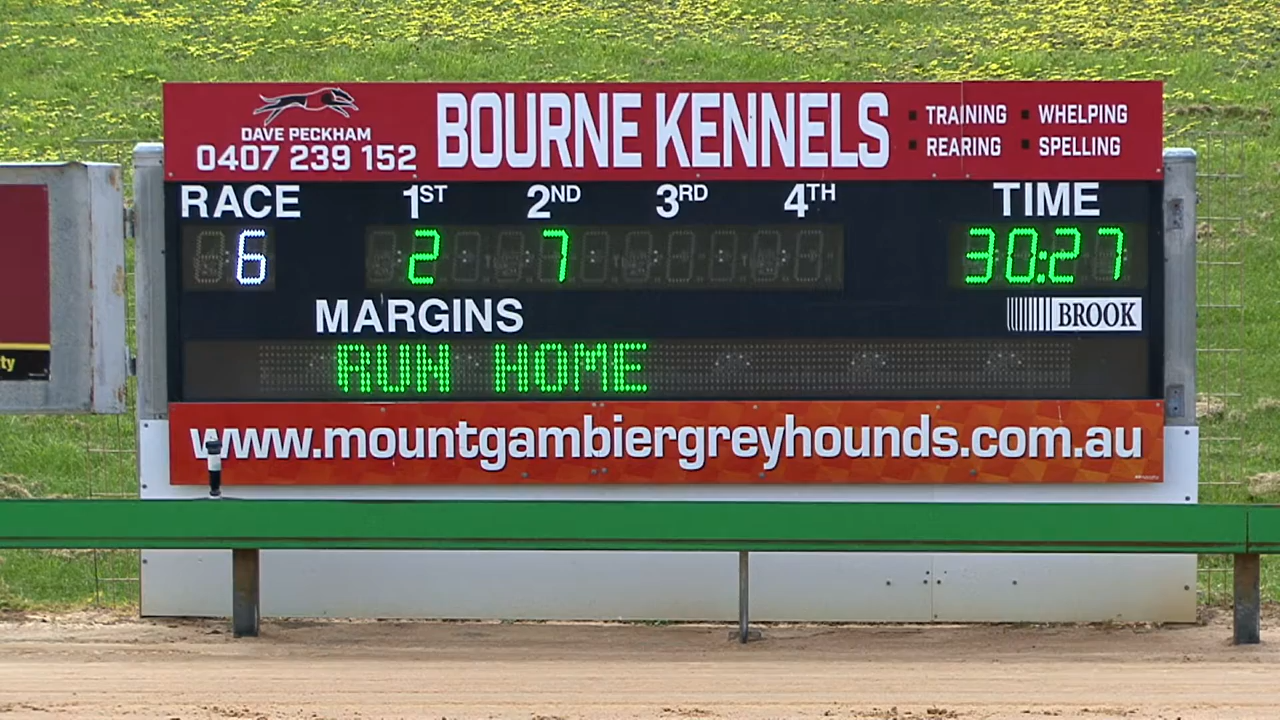 BOURNE KENNELS
DAVE PECKHAM
0407 239 152
TRAINING WHELPING
REARING SPELLING
RACE 1ST 2ND 3RD 4TH TIME
6 2 7 30:27
MARGINS
BROOK
RUN HOME
ty
www.mountgambiergreyhounds.com.au